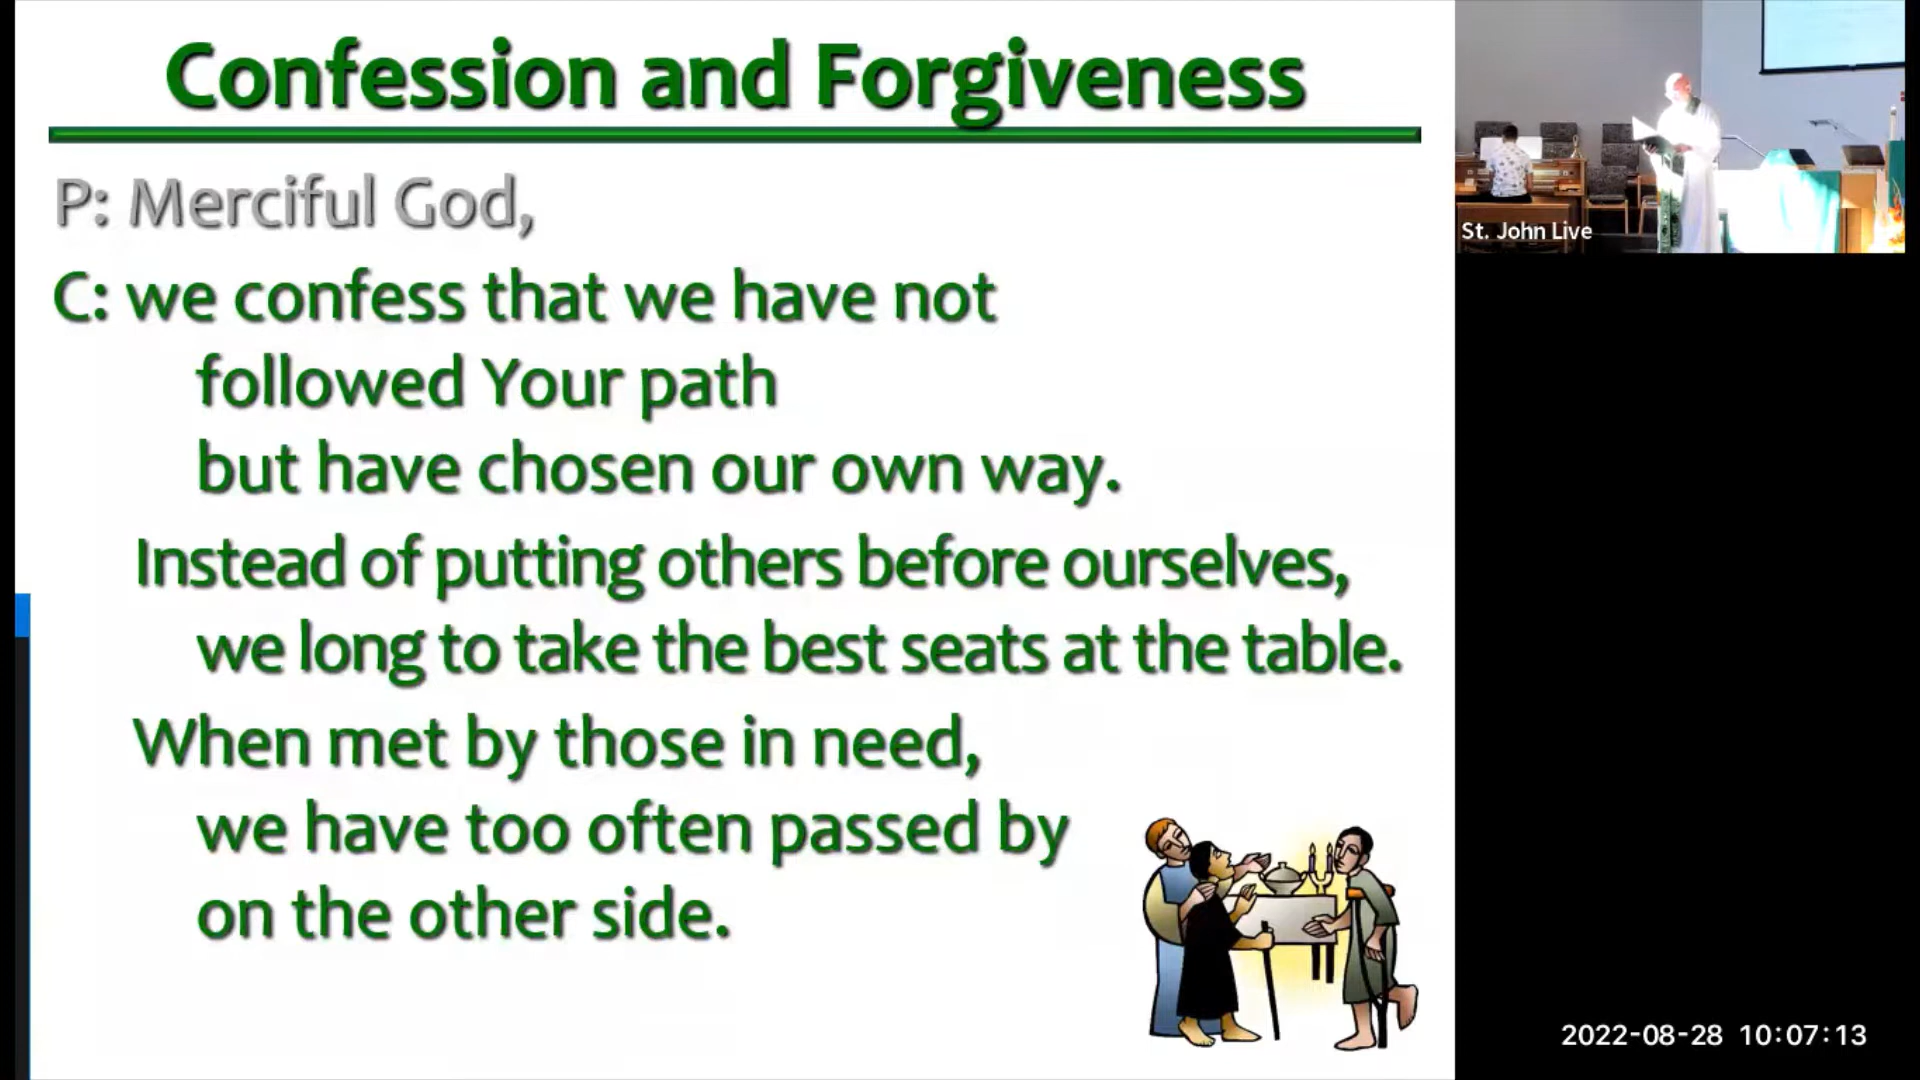 Confession and Forgiveness
P: Merciful God,
C: we confess that we have not
followed Your path
but have chosen our own way.
Instead of putting others before ourselves,
we long to take the best seats at the table.
When met by those in need,
we have too often passed by
on the other side.
St. John Live
2022-08-28 10:07:13